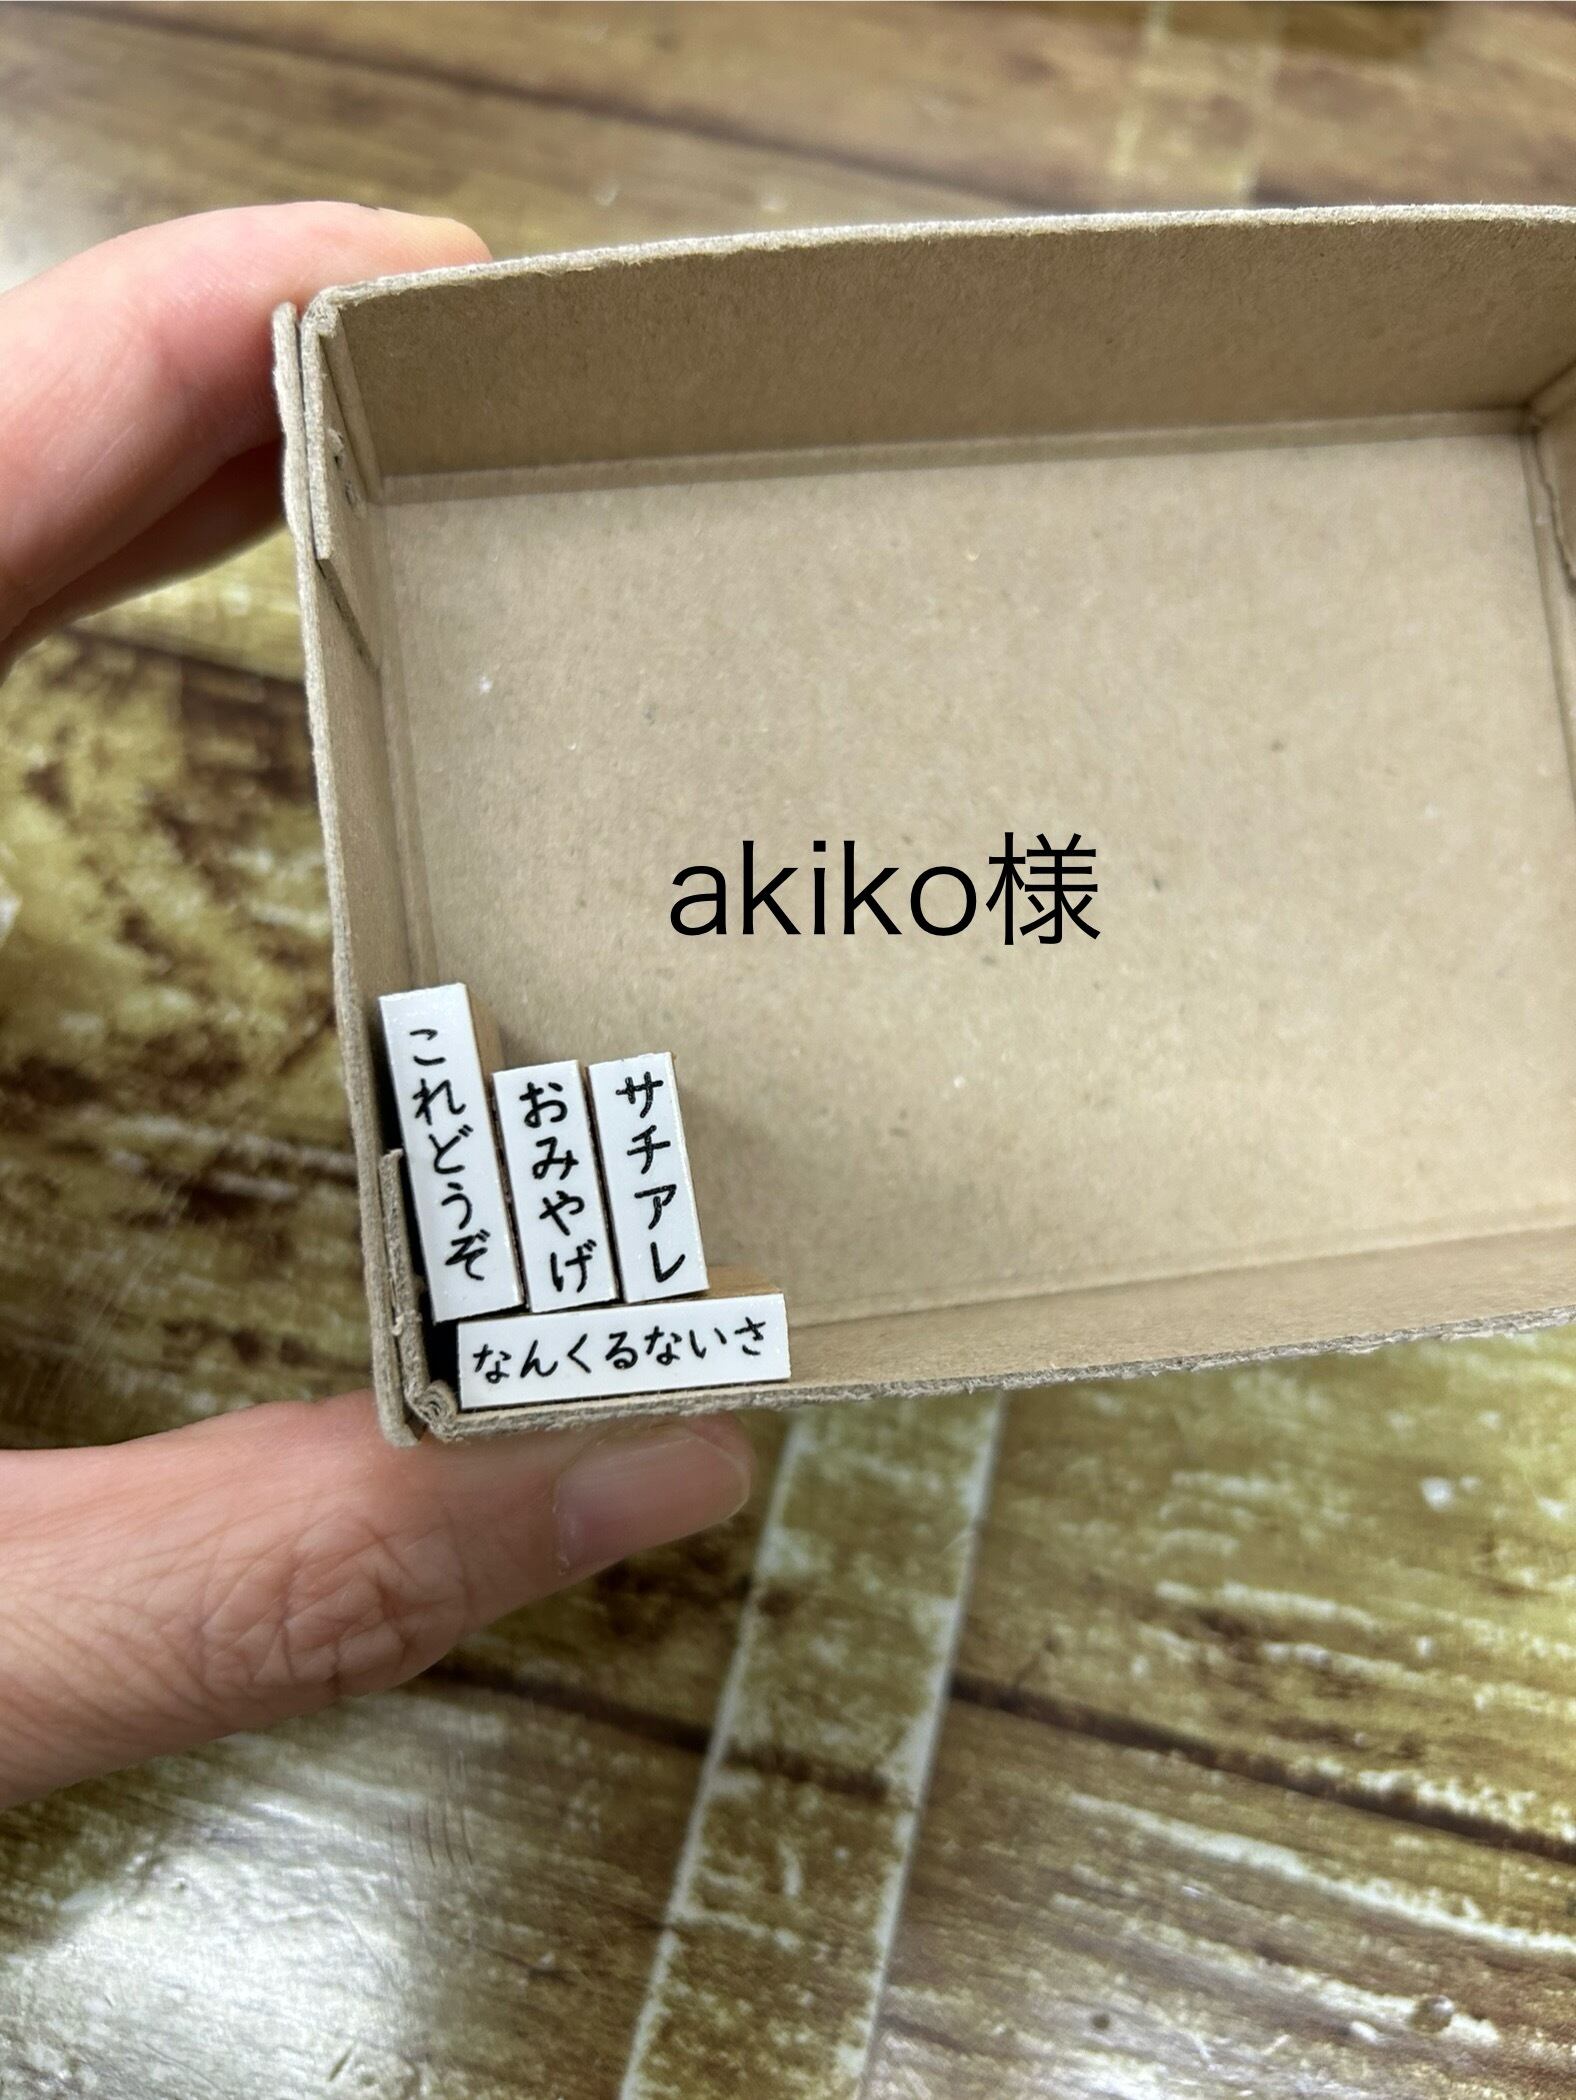 akiko様
これどうぞ
おみやげ
サチアレ
なんくるないさ